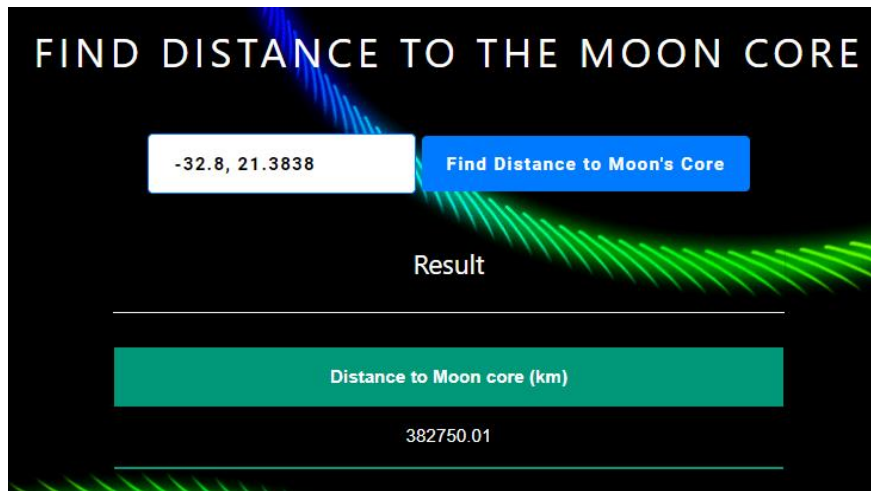 FIND DISTANCE TO THE MOON CORE
-32.8, 21.3838 Find Distance to Moon's Core
Result
Distance to Moon core (km)
382750.01